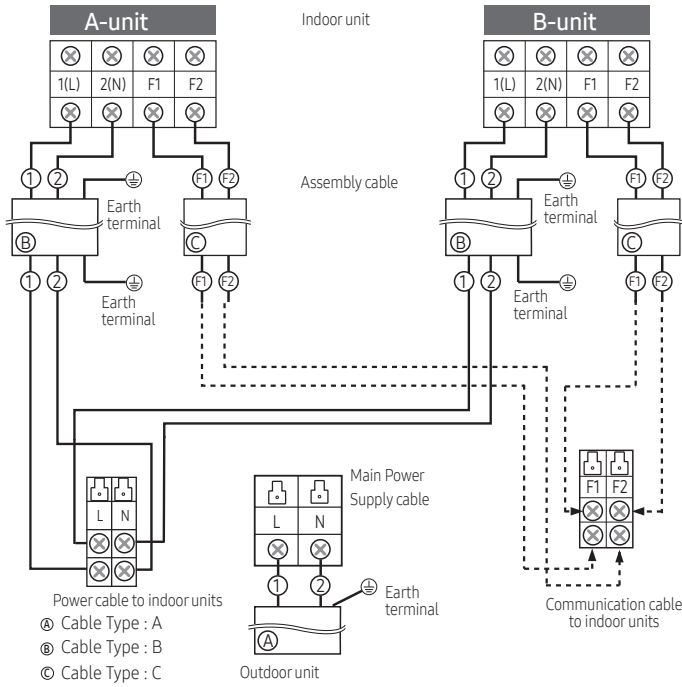 A-unit
Indoor unit
B-unit
1(L) 2(N) F1 F2
1(L) 2(N) F1 F2
1 2 F1 F2
1 2 F1 F2
Earth
terminal
Assembly cable
Earth
terminal
B
C
B
C
1 2 F1 F2
1 2 F1 F2
Earth
terminal
Earth
terminal
L N
Main Power
Supply cable
L N
F1 F2
1 2
Earth
terminal
A
Power cable to indoor units
Communication cable
to indoor units
Ⓐ Cable Type : A
Ⓑ Cable Type : B
Ⓒ Cable Type : C
Outdoor unit